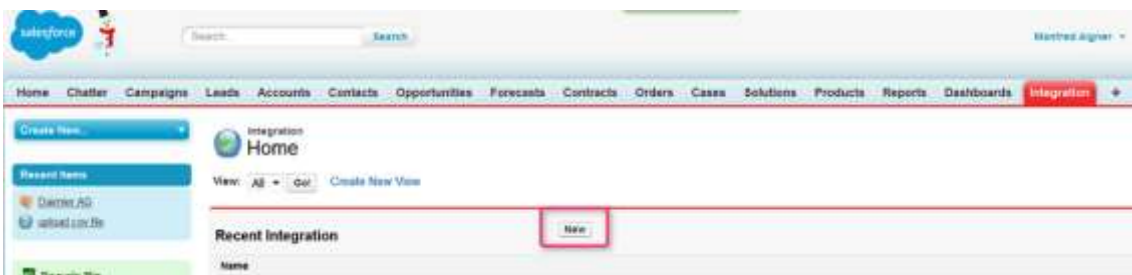 salesforce
Search...
Search
Manfred Aigner
Home Chatter Campaigns Leads Accounts Contacts Opportunities Forecasts Contracts Orders Cases Solutions Products Reports Dashboards Integration +
Create New...
Integration
Home
Recent Items
View: All Go! Create New View
Daimler AG
upload.csv file
Recent Integration
New
Name